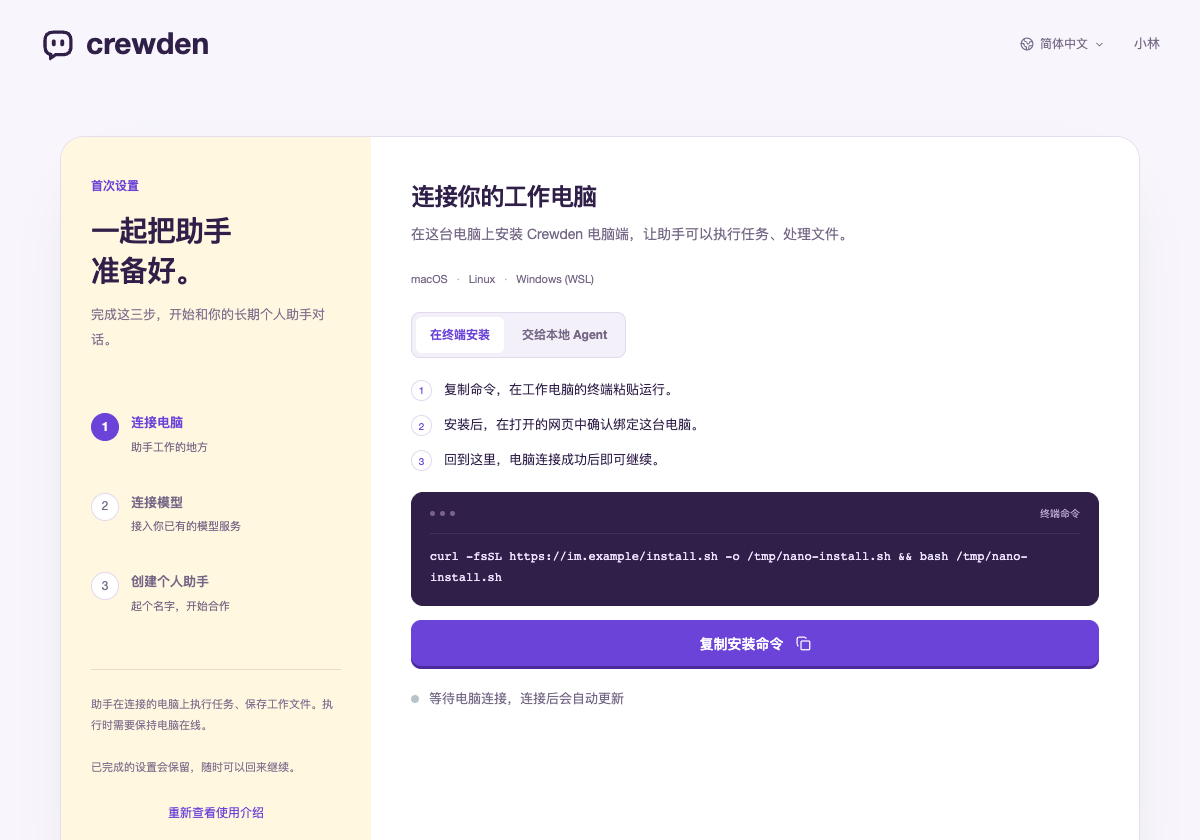 crewden
简体中文
小林
首次设置
一起把助手
准备好。
完成这三步，开始和你的长期个人助手对
话。
1
连接电脑
助手工作的地方
2
连接模型
接入你已有的模型服务
3
创建个人助手
起个名字，开始合作
助手在连接的电脑上执行任务、保存工作文件。执
行时需要保持电脑在线。
已完成的设置会保留，随时可以回来继续。
重新查看使用介绍
连接你的工作电脑
在这台电脑上安装 Crewden 电脑端，让助手可以执行任务、处理文件。
macOS · Linux · Windows (WSL)
在终端安装
交给本地 Agent
1 复制命令，在工作电脑的终端粘贴运行。
2 安装后，在打开的网页中确认绑定这台电脑。
3 回到这里，电脑连接成功后即可继续。
终端命令
curl -fsSL https://im.example/install.sh -o /tmp/nano-install.sh && bash /tmp/nano-
install.sh
复制安装命令
等待电脑连接，连接后会自动更新